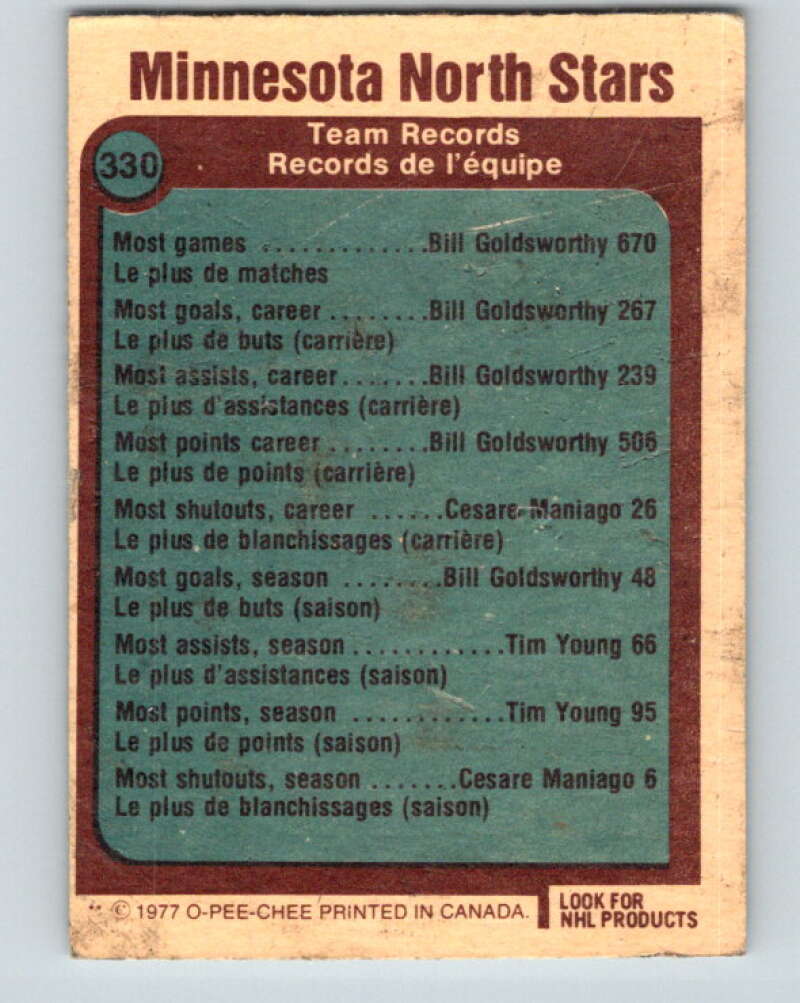 Minnesota North Stars
Team Records
330
Records de l'équipe
Most games .............Bill Goldsworthy 670
Le plus de matches
Most goals, career ........Bill Goldsworthy 267
Le plus de buts (carrière)
Most assists, career.......Bill Goldsworthy 239
Le plus d'assistances (carrière)
Most points career ........Bill Goldsworthy 506
Le plus de points (carrière)
Most shutouts, career ......Cesare Maniago 26
Le plus de blanchissages (carrière)
Most goals, season ........Bill Goldsworthy 48
Le plus de buts (saison)
Most assists, season ............Tim Young 66
Le plus d'assistances (saison)
Most points, season ............Tim Young 95
Le plus de points (saison)
Most shutouts, season .......Cesare Maniago 6
Le plus de blanchissages (saison)
© 1977 O-PEE-CHEE PRINTED IN CANADA.
LOOK FOR
NHL PRODUCTS